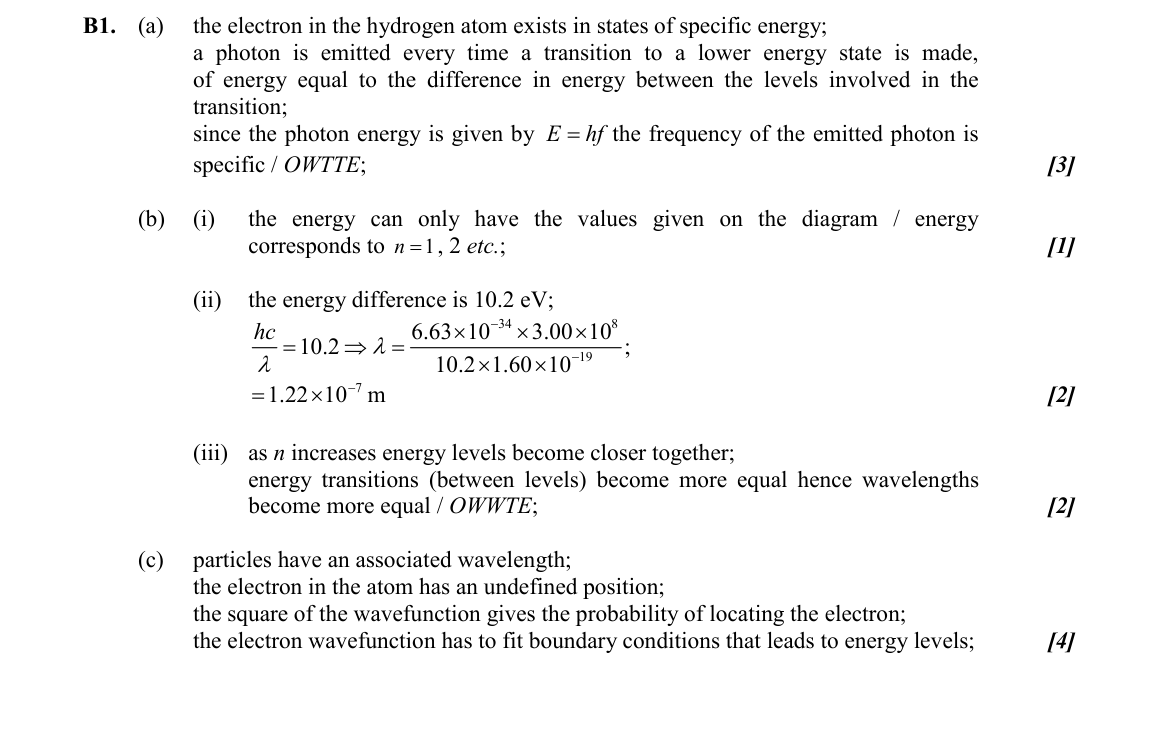 B1. (a) the electron in the hydrogen atom exists in states of specific energy;
a photon is emitted every time a transition to a lower energy state is made,
of energy equal to the difference in energy between the levels involved in the
transition;
since the photon energy is given by E = hf the frequency of the emitted photon is
specific / OWTTE; [3]
(b) (i) the energy can only have the values given on the diagram / energy
corresponds to n = 1, 2 etc.; [1]
(ii) the energy difference is 10.2 eV;
hc/λ = 10.2 ⇒ λ = (6.63×10⁻³⁴ × 3.00×10⁸)/(10.2×1.60×10⁻¹⁹);
= 1.22×10⁻⁷ m [2]
(iii) as n increases energy levels become closer together;
energy transitions (between levels) become more equal hence wavelengths
become more equal / OWWTE; [2]
(c) particles have an associated wavelength;
the electron in the atom has an undefined position;
the square of the wavefunction gives the probability of locating the electron;
the electron wavefunction has to fit boundary conditions that leads to energy levels; [4]